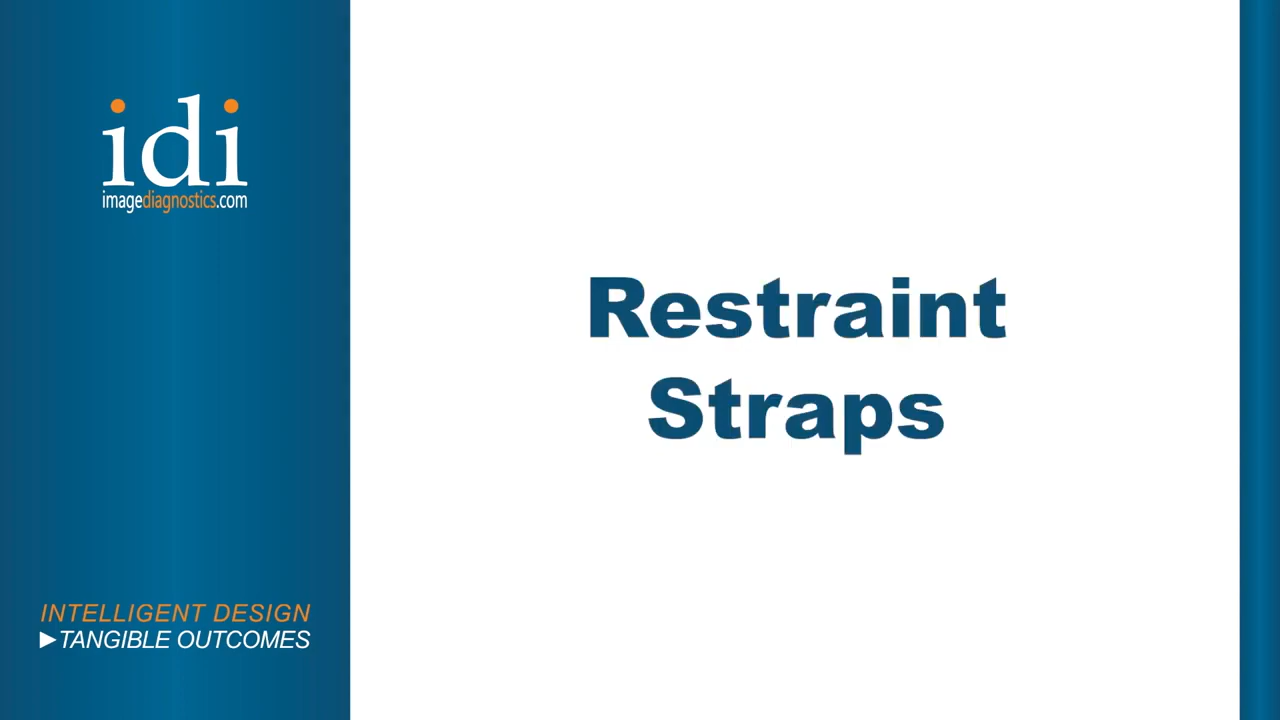 idi
imagediagnostics.com
Restraint
Straps
INTELLIGENT DESIGN
►TANGIBLE OUTCOMES